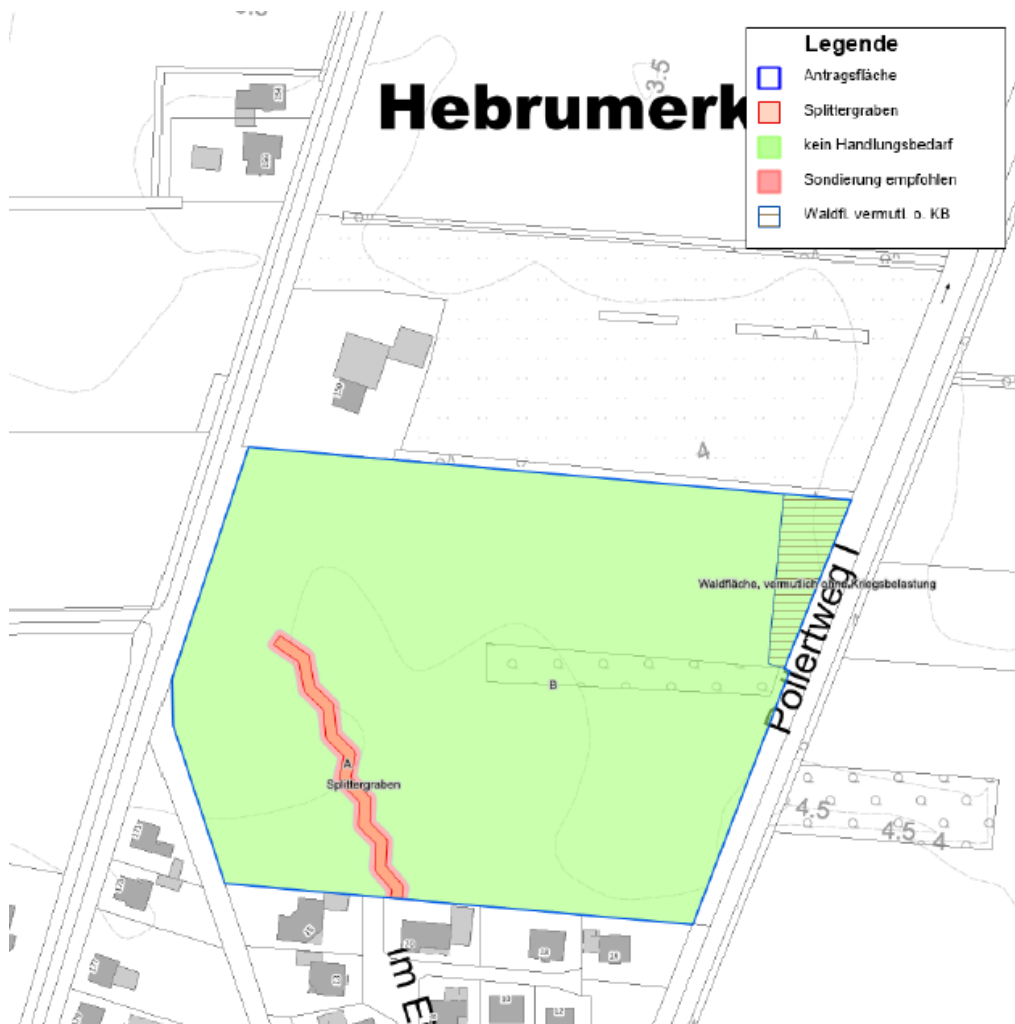 Hebrumerk
3.5
Legende
Antragsfläche
Splittergraben
kein Handlungsbedarf
Sondierung empfohlen
Waldfl. vermutl. o. KB
4
Waldfläche, vermutlich ohne Kriegsbelastung
Pollertweg I
B
A
Splittergraben
4.5
4.5
4
Im